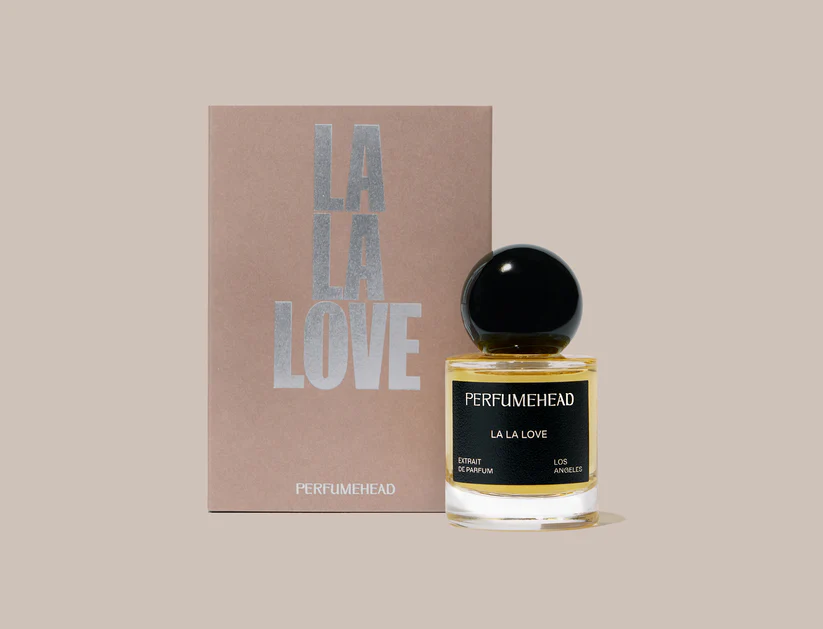 LA
LA
LOVE
PERFUMEHEAD
PERFUMEHEAD
LA LA LOVE
EXTRAIT
DE PARFUM
LOS
ANGELES